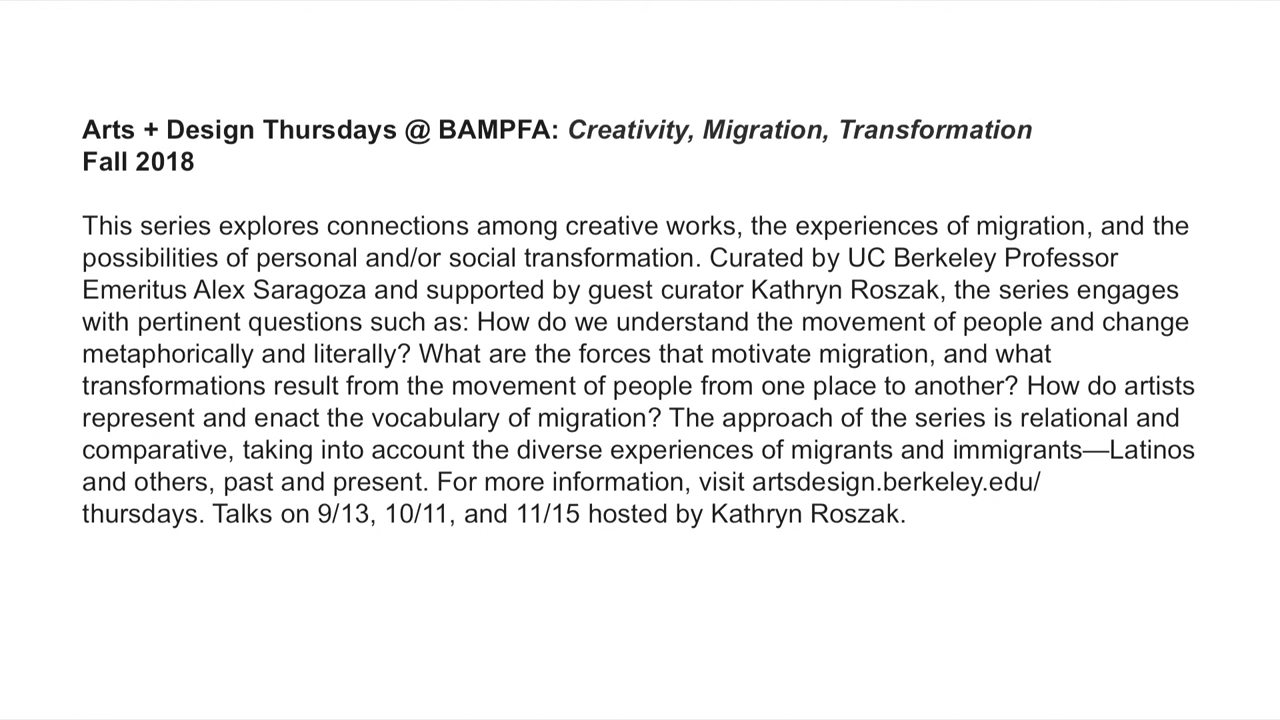 Arts + Design Thursdays @ BAMPFA: Creativity, Migration, Transformation
Fall 2018
This series explores connections among creative works, the experiences of migration, and the
possibilities of personal and/or social transformation. Curated by UC Berkeley Professor
Emeritus Alex Saragoza and supported by guest curator Kathryn Roszak, the series engages
with pertinent questions such as: How do we understand the movement of people and change
metaphorically and literally? What are the forces that motivate migration, and what
transformations result from the movement of people from one place to another? How do artists
represent and enact the vocabulary of migration? The approach of the series is relational and
comparative, taking into account the diverse experiences of migrants and immigrants—Latinos
and others, past and present. For more information, visit artsdesign.berkeley.edu/
thursdays. Talks on 9/13, 10/11, and 11/15 hosted by Kathryn Roszak.